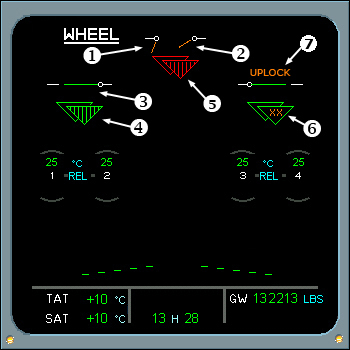 WHEEL
1
2
7
UPLOCK
3
5
4
XX
6
25 °C 25
1 REL 2
25 °C 25
3 REL 4
TAT +10 °C
GW 132213 LBS
SAT +10 °C
13 H 28